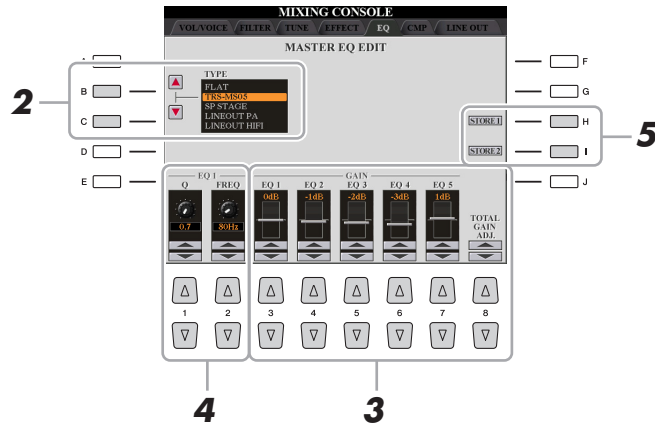 MIXING CONSOLE
VOL/VOICE FILTER TUNE EFFECT EQ CMP LINE OUT
MASTER EQ EDIT
A
F
2
B
TYPE
FLAT
TRS-MS05
SP STAGE
LINEOUT PA
LINEOUT HIFI
G
C
STORE 1
H
5
D
STORE 2
I
E
J
EQ 1
GAIN
Q FREQ EQ 1 EQ 2 EQ 3 EQ 4 EQ 5
0dB -1dB -2dB -3dB 1dB
0.7 80Hz
TOTAL
GAIN
ADJ.
1 2 3 4 5 6 7 8
4 3